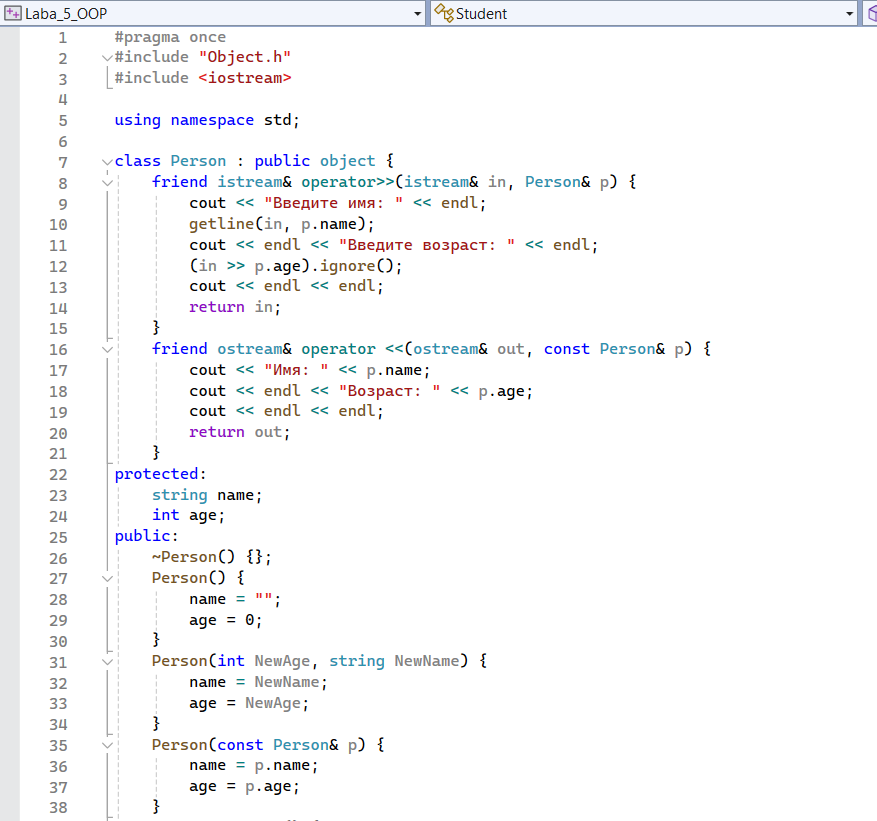 Laba_5_OOP Student
1 #pragma once
2 #include "Object.h"
3 #include <iostream>
4
5 using namespace std;
6
7 class Person : public object {
8 friend istream& operator>>(istream& in, Person& p) {
9 cout << "Введите имя: " << endl;
10 getline(in, p.name);
11 cout << endl << "Введите возраст: " << endl;
12 (in >> p.age).ignore();
13 cout << endl << endl;
14 return in;
15 }
16 friend ostream& operator <<(ostream& out, const Person& p) {
17 cout << "Имя: " << p.name;
18 cout << endl << "Возраст: " << p.age;
19 cout << endl << endl;
20 return out;
21 }
22 protected:
23 string name;
24 int age;
25 public:
26 ~Person() {};
27 Person() {
28 name = "";
29 age = 0;
30 }
31 Person(int NewAge, string NewName) {
32 name = NewName;
33 age = NewAge;
34 }
35 Person(const Person& p) {
36 name = p.name;
37 age = p.age;
38 }